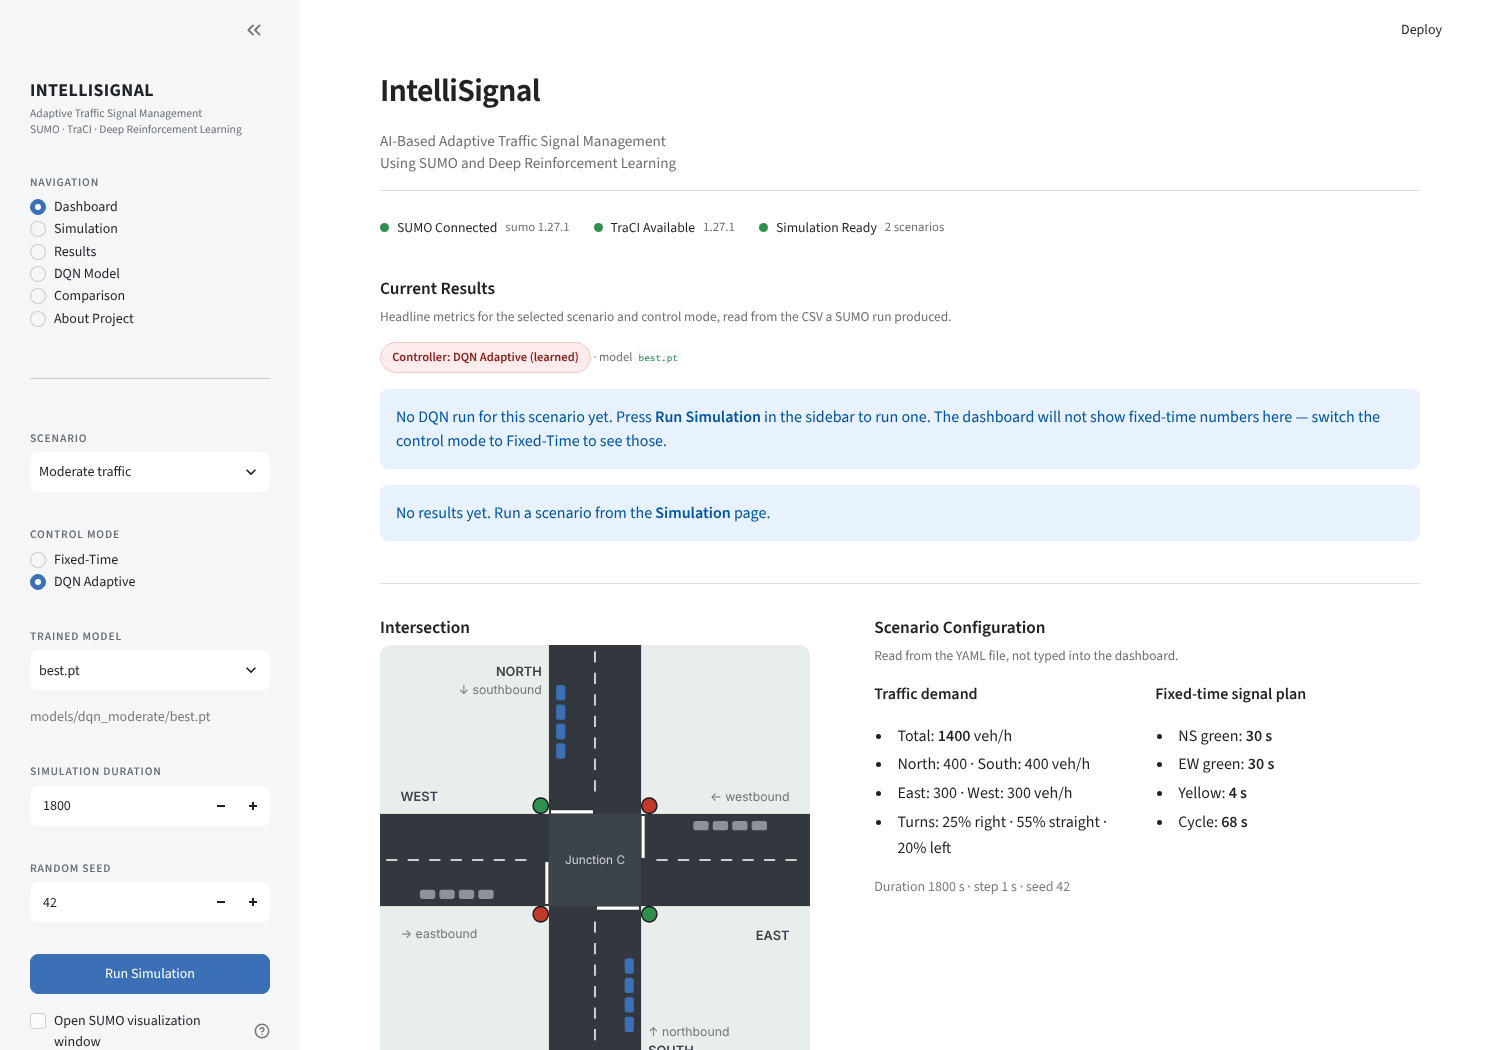 INTELLISIGNAL
Adaptive Traffic Signal Management
SUMO · TraCI · Deep Reinforcement Learning
NAVIGATION
Dashboard
Simulation
Results
DQN Model
Comparison
About Project
SCENARIO
Moderate traffic
CONTROL MODE
Fixed-Time
DQN Adaptive
TRAINED MODEL
best.pt
models/dqn_moderate/best.pt
SIMULATION DURATION
1800
RANDOM SEED
42
Run Simulation
Open SUMO visualization
window
Deploy
IntelliSignal
AI-Based Adaptive Traffic Signal Management
Using SUMO and Deep Reinforcement Learning
SUMO Connected sumo 1.27.1 TraCI Available 1.27.1 Simulation Ready 2 scenarios
Current Results
Headline metrics for the selected scenario and control mode, read from the CSV a SUMO run produced.
Controller: DQN Adaptive (learned) · model best.pt
No DQN run for this scenario yet. Press Run Simulation in the sidebar to run one. The dashboard will not show fixed-time numbers here — switch the
control mode to Fixed-Time to see those.
No results yet. Run a scenario from the Simulation page.
Intersection
NORTH
↓ southbound
WEST
← westbound
Junction C
→ eastbound
EAST
↑ northbound
SOUTH
Scenario Configuration
Read from the YAML file, not typed into the dashboard.
Traffic demand
• Total: 1400 veh/h
• North: 400 · South: 400 veh/h
• East: 300 · West: 300 veh/h
• Turns: 25% right · 55% straight ·
20% left
Fixed-time signal plan
• NS green: 30 s
• EW green: 30 s
• Yellow: 4 s
• Cycle: 68 s
Duration 1800 s · step 1 s · seed 42